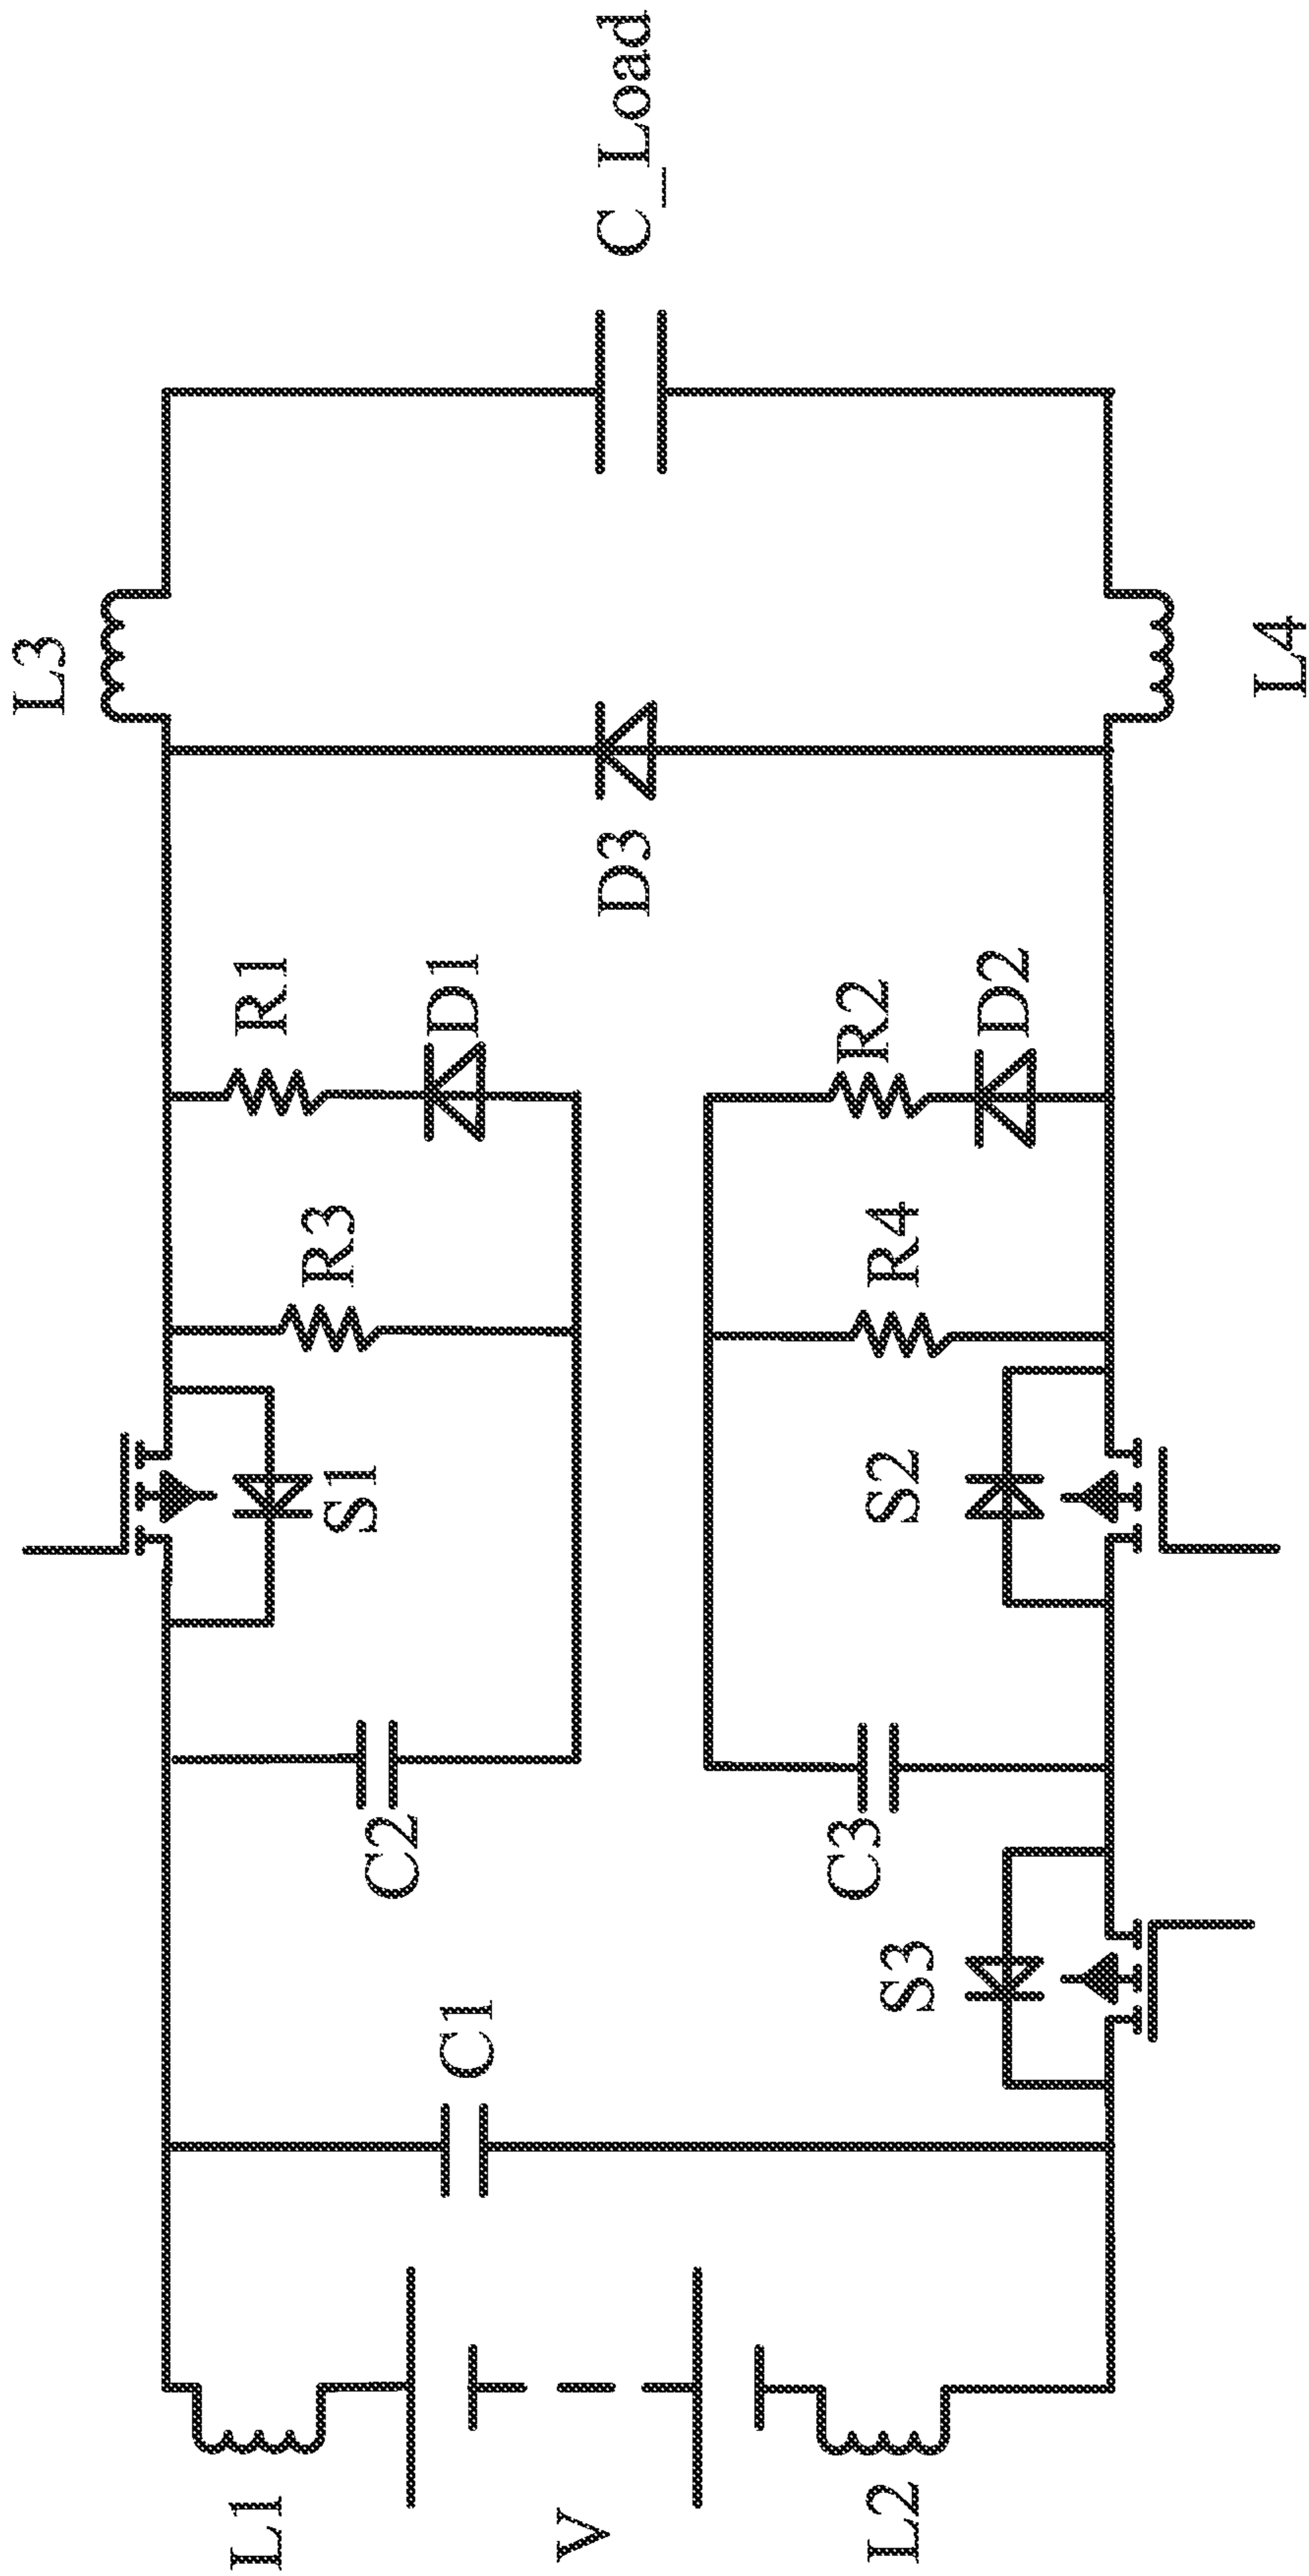 L3
C_Load
R1
D1
D3
R3
S1
R2
D2
R4
S2
C2
C3
S3
C1
L1
V
L2
L4